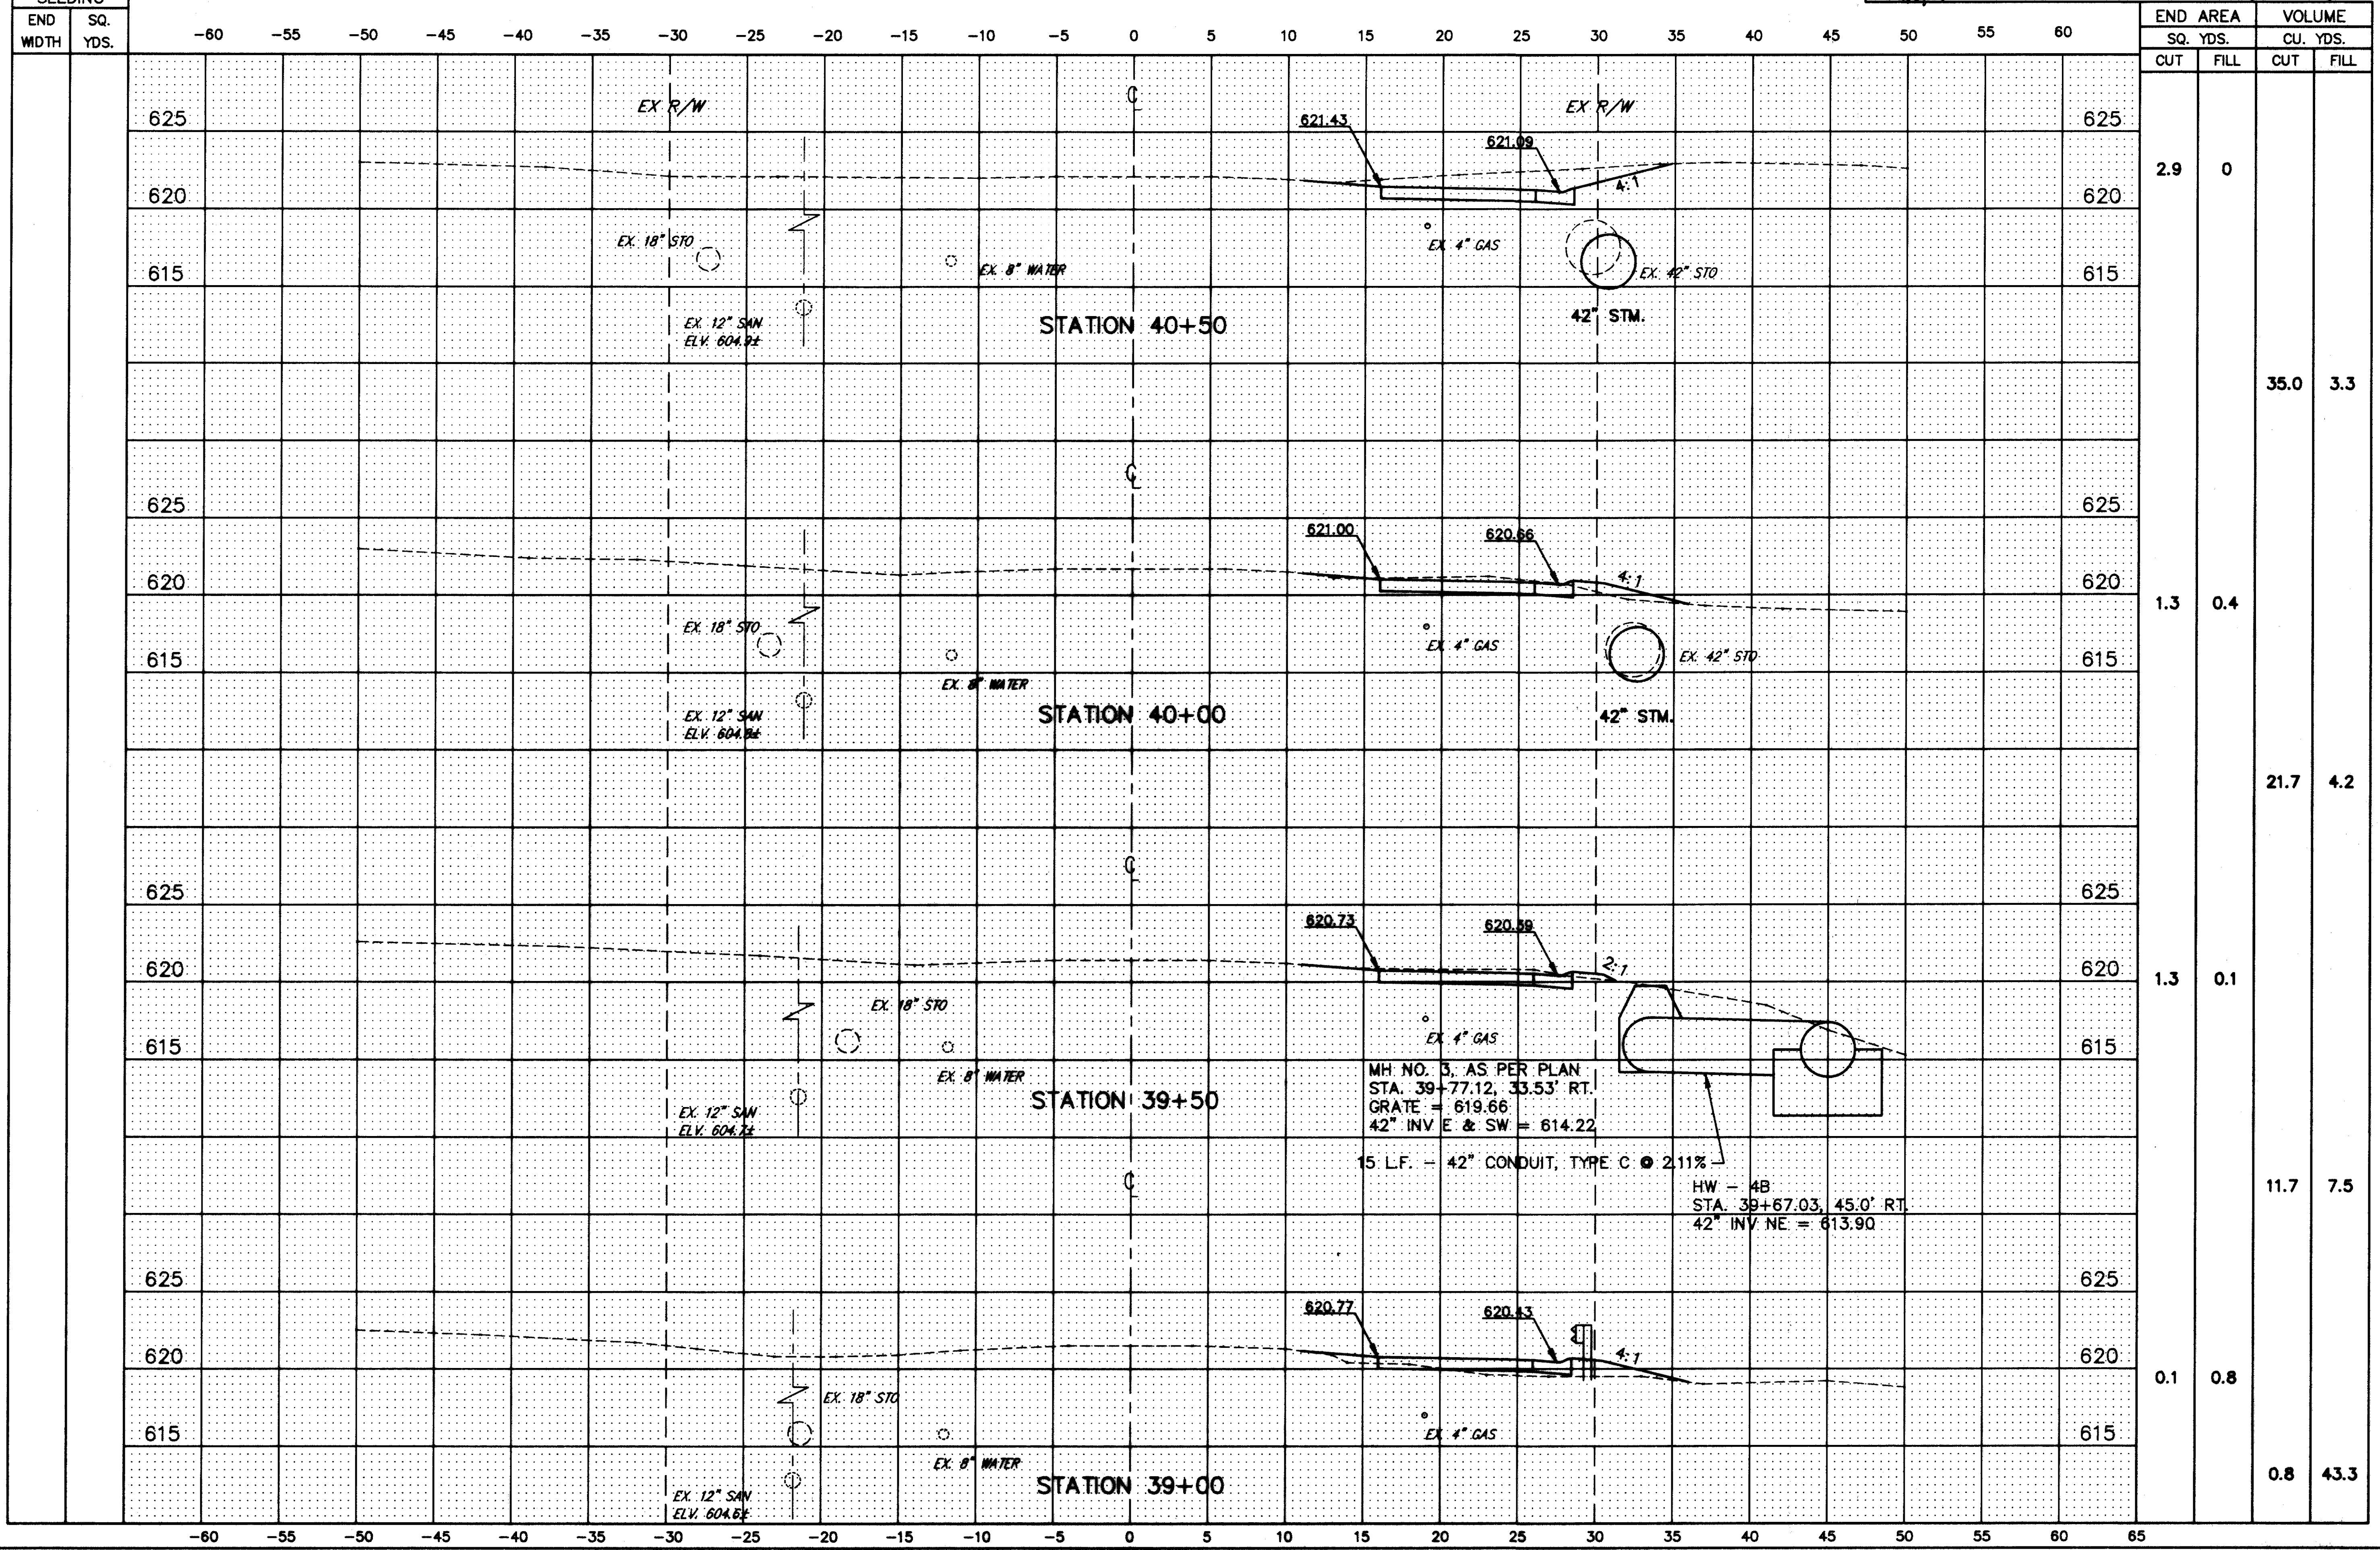 SEEDING
END SQ. END AREA VOLUME
WIDTH YDS. -60 -55 -50 -45 -40 -35 -30 -25 -20 -15 -10 -5 0 5 10 15 20 25 30 35 40 45 50 55 60 SQ. YDS. CU. YDS.
CUT FILL CUT FILL
EX R/W EX R/W
625 621.43 625
621.09
2.9 0
4:1
620 620
EX. 18" STO EX. 4" GAS
615 EX. 8" WATER EX. 42" STO 615
42" STM.
EX. 12" SAN STATION 40+50
ELV. 604.9±
35.0 3.3
625 625
621.00 620.66
620 4:1 620
1.3 0.4
EX. 18" STO
EX. 4" GAS
615 EX. 42" STO 615
EX. 8" WATER
EX. 12" SAN STATION 40+00 42" STM.
21.7 4.2
625 625
620.73 620.39
620 2:1 620
1.3 0.1
EX. 18" STO
615 EX. 4" GAS 615
EX. 8" WATER MH NO. 3, AS PER PLAN
STA. 39+77.12, 33.53' RT.
EX. 12" SAN STATION 39+50 GRATE = 619.66
ELV. 604.7± 42" INV E & SW = 614.22
15 L.F. - 42" CONDUIT, TYPE C @ 2.11%
HW - 4B 11.7 7.5
STA. 39+67.03, 45.0' RT.
42" INV NE = 613.90
625 625
620.77 620.43
620 4:1 620
0.1 0.8
EX. 18" STO
615 EX. 4" GAS 615
EX. 8" WATER
STATION 39+00 0.8 43.3
EX. 12" SAN
ELV. 604.6±
-60 -55 -50 -45 -40 -35 -30 -25 -20 -15 -10 -5 0 5 10 15 20 25 30 35 40 45 50 55 60 65